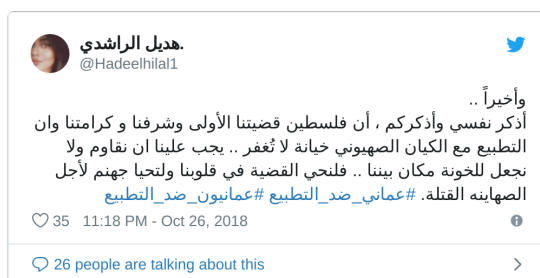 هديل الراشدي.
@Hadeelhilal1
وأخيراً ..
أذكر نفسي وأذكركم ، أن فلسطين قضيتنا الأولى وشرفنا و كرامتنا وان
التطبيع مع الكيان الصهيوني خيانة لا تُغفر .. يجب علينا ان نقاوم ولا
نجعل للخونة مكان بيننا .. فلنحي القضية في قلوبنا ولتحيا جهنم لأجل
الصهاينه القتلة. #عماني_ضد_التطبيع #عمانيون_ضد_التطبيع
35 11:18 PM - Oct 26, 2018
26 people are talking about this